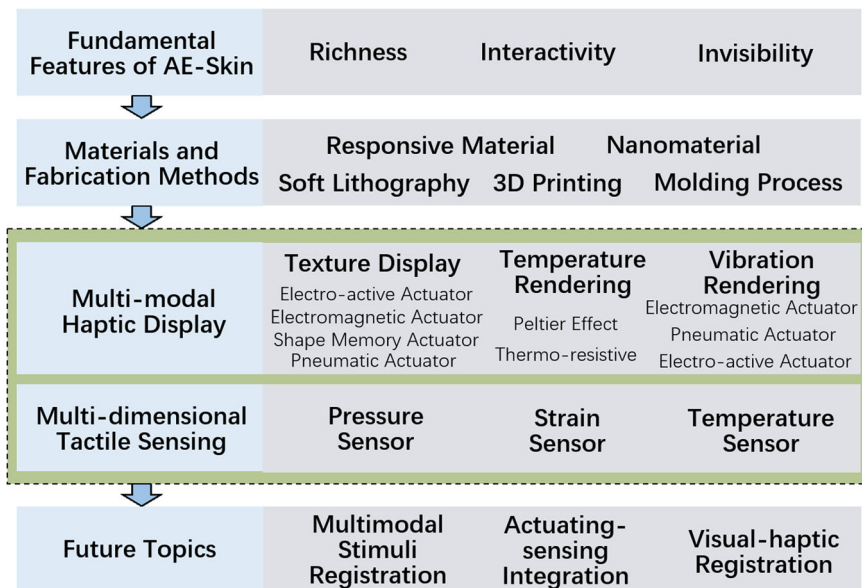 Fundamental
Features of AE-Skin
Richness
Interactivity
Invisibility
Materials and
Fabrication Methods
Responsive Material
Nanomaterial
Soft Lithography
3D Printing
Molding Process
Multi-modal
Haptic Display
Texture Display
Electro-active Actuator
Electromagnetic Actuator
Shape Memory Actuator
Pneumatic Actuator
Temperature
Rendering
Peltier Effect
Thermo-resistive
Vibration
Rendering
Electromagnetic Actuator
Pneumatic Actuator
Electro-active Actuator
Multi-dimensional
Tactile Sensing
Pressure
Sensor
Strain
Sensor
Temperature
Sensor
Future Topics
Multimodal
Stimuli
Registration
Actuating-
sensing
Integration
Visual-haptic
Registration